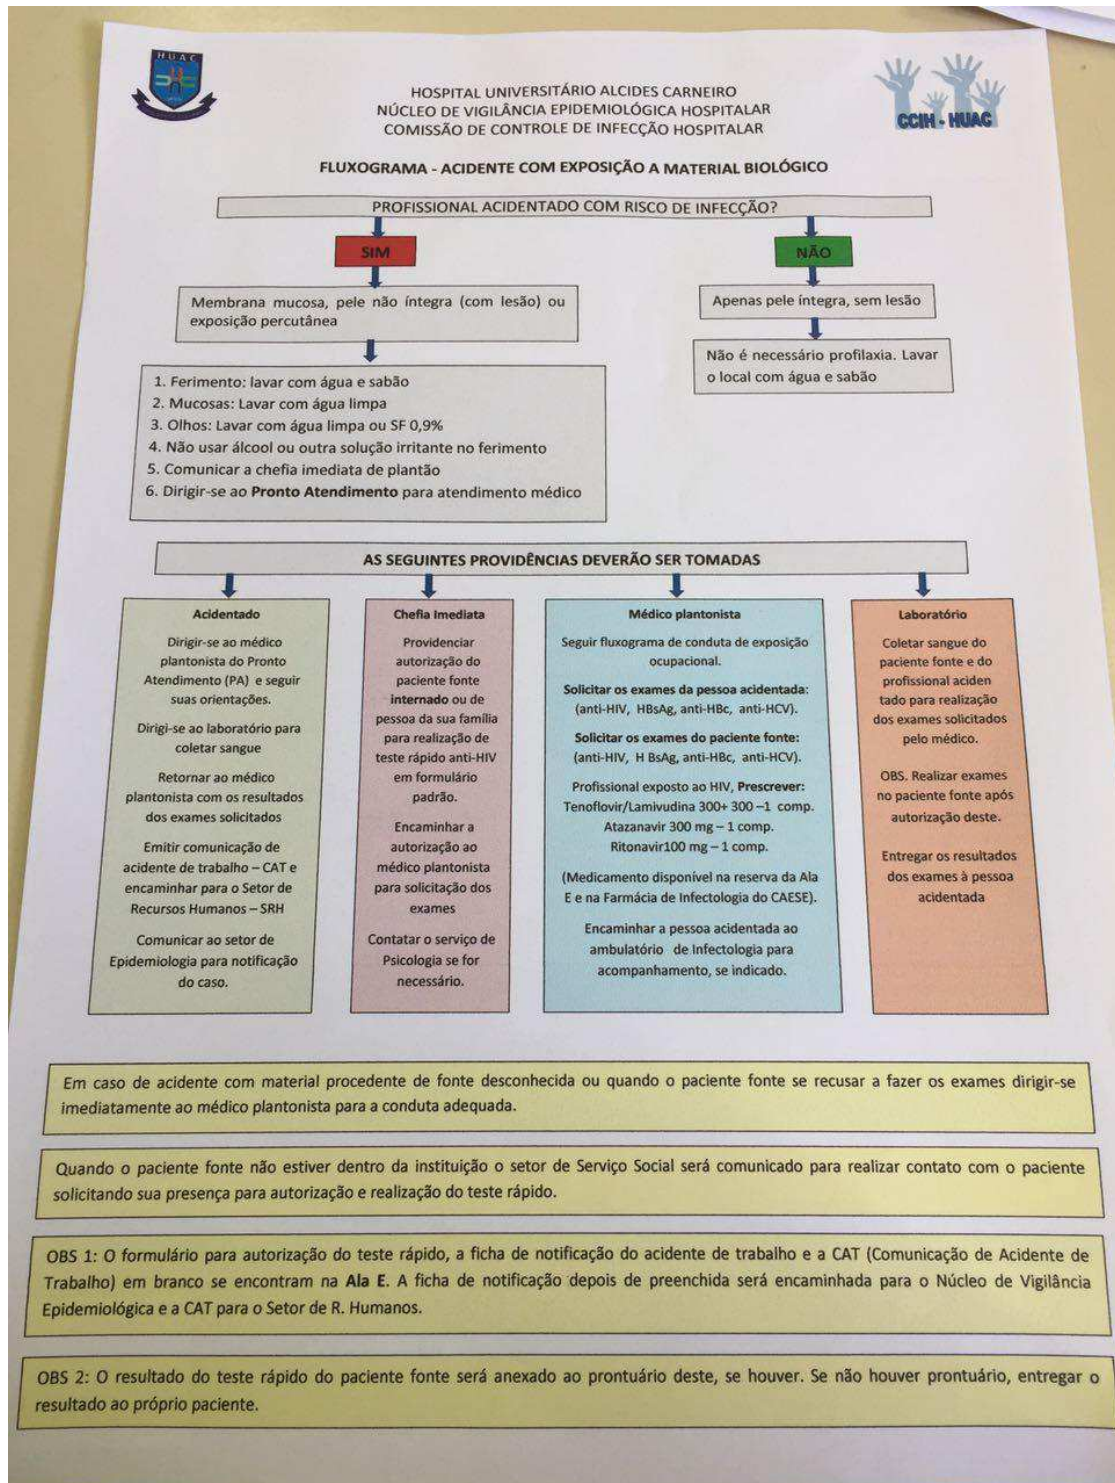 HUAC
CCIH - HUAC
HOSPITAL UNIVERSITÁRIO ALCIDES CARNEIRO
NÚCLEO DE VIGILÂNCIA EPIDEMIOLÓGICA HOSPITALAR
COMISSÃO DE CONTROLE DE INFECÇÃO HOSPITALAR
FLUXOGRAMA - ACIDENTE COM EXPOSIÇÃO A MATERIAL BIOLÓGICO
PROFISSIONAL ACIDENTADO COM RISCO DE INFECÇÃO?
SIM
Membrana mucosa, pele não íntegra (com lesão) ou
exposição percutânea
1. Ferimento: lavar com água e sabão
2. Mucosas: Lavar com água limpa
3. Olhos: Lavar com água limpa ou SF 0,9%
4. Não usar álcool ou outra solução irritante no ferimento
5. Comunicar a chefia imediata de plantão
6. Dirigir-se ao Pronto Atendimento para atendimento médico
NÃO
Apenas pele íntegra, sem lesão
Não é necessário profilaxia. Lavar
o local com água e sabão
AS SEGUINTES PROVIDÊNCIAS DEVERÃO SER TOMADAS
Acidentado
Dirigir-se ao médico
plantonista do Pronto
Atendimento (PA) e seguir
suas orientações.
Dirigi-se ao laboratório para
coletar sangue
Retornar ao médico
plantonista com os resultados
dos exames solicitados
Emitir comunicação de
acidente de trabalho – CAT e
encaminhar para o Setor de
Recursos Humanos – SRH
Comunicar ao setor de
Epidemiologia para notificação
do caso.
Chefia Imediata
Providenciar
autorização do
paciente fonte
internado ou de
pessoa da sua família
para realização de
teste rápido anti-HIV
em formulário
padrão.
Encaminhar a
autorização ao
médico plantonista
para solicitação dos
exames
Contatar o serviço de
Psicologia se for
necessário.
Médico plantonista
Seguir fluxograma de conduta de exposição
ocupacional.
Solicitar os exames da pessoa acidentada:
(anti-HIV, HBsAg, anti-HBc, anti-HCV).
Solicitar os exames do paciente fonte:
(anti-HIV, H BsAg, anti-HBc, anti-HCV).
Profissional exposto ao HIV, Prescrever:
Tenoflovir/Lamivudina 300+ 300 –1 comp.
Atazanavir 300 mg – 1 comp.
Ritonavir100 mg – 1 comp.
(Medicamento disponível na reserva da Ala
E e na Farmácia de Infectologia do CAESE).
Encaminhar a pessoa acidentada ao
ambulatório de Infectologia para
acompanhamento, se indicado.
Laboratório
Coletar sangue do
paciente fonte e do
profissional aciden
tado para realização
dos exames solicitados
pelo médico.
OBS. Realizar exames
no paciente fonte após
autorização deste.
Entregar os resultados
dos exames à pessoa
acidentada
Em caso de acidente com material procedente de fonte desconhecida ou quando o paciente fonte se recusar a fazer os exames dirigir-se
imediatamente ao médico plantonista para a conduta adequada.
Quando o paciente fonte não estiver dentro da instituição o setor de Serviço Social será comunicado para realizar contato com o paciente
solicitando sua presença para autorização e realização do teste rápido.
OBS 1: O formulário para autorização do teste rápido, a ficha de notificação do acidente de trabalho e a CAT (Comunicação de Acidente de
Trabalho) em branco se encontram na Ala E. A ficha de notificação depois de preenchida será encaminhada para o Núcleo de Vigilância
Epidemiológica e a CAT para o Setor de R. Humanos.
OBS 2: O resultado do teste rápido do paciente fonte será anexado ao prontuário deste, se houver. Se não houver prontuário, entregar o
resultado ao próprio paciente.